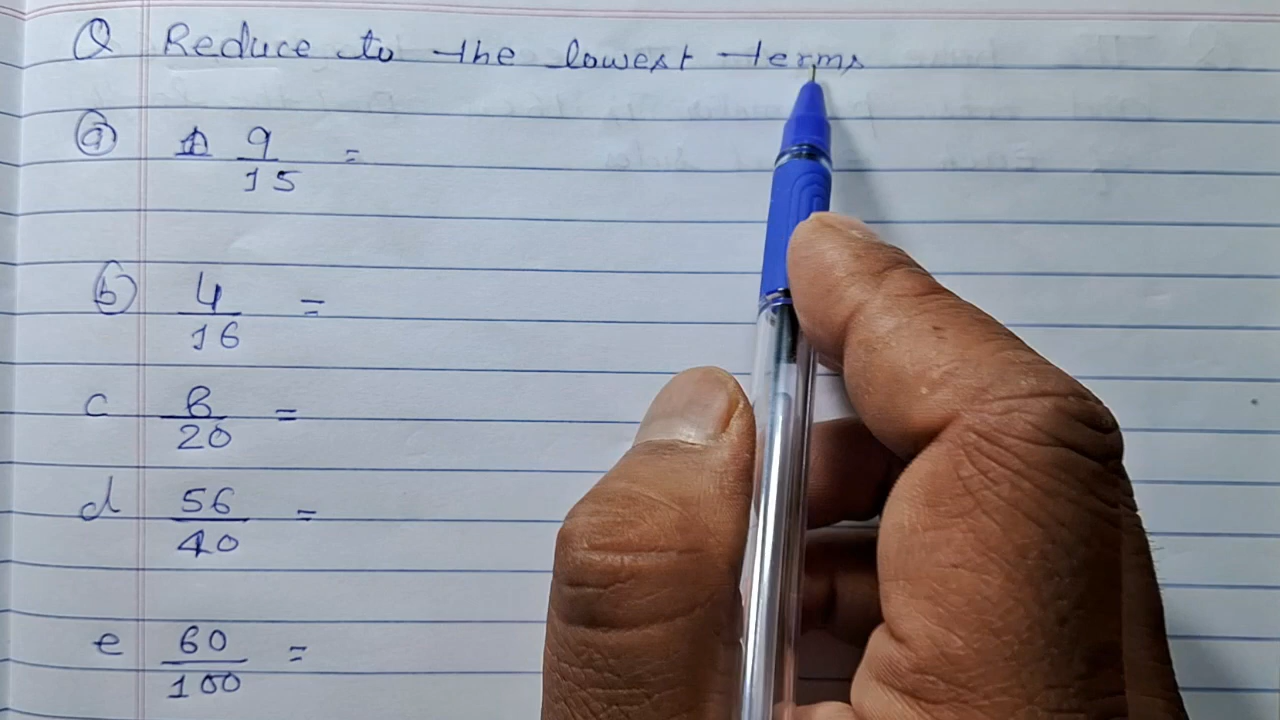 Q Reduce to the lowest terms
a 9/15 =
b 4/16 =
c 8/20 =
d 56/40 =
e 60/100 =